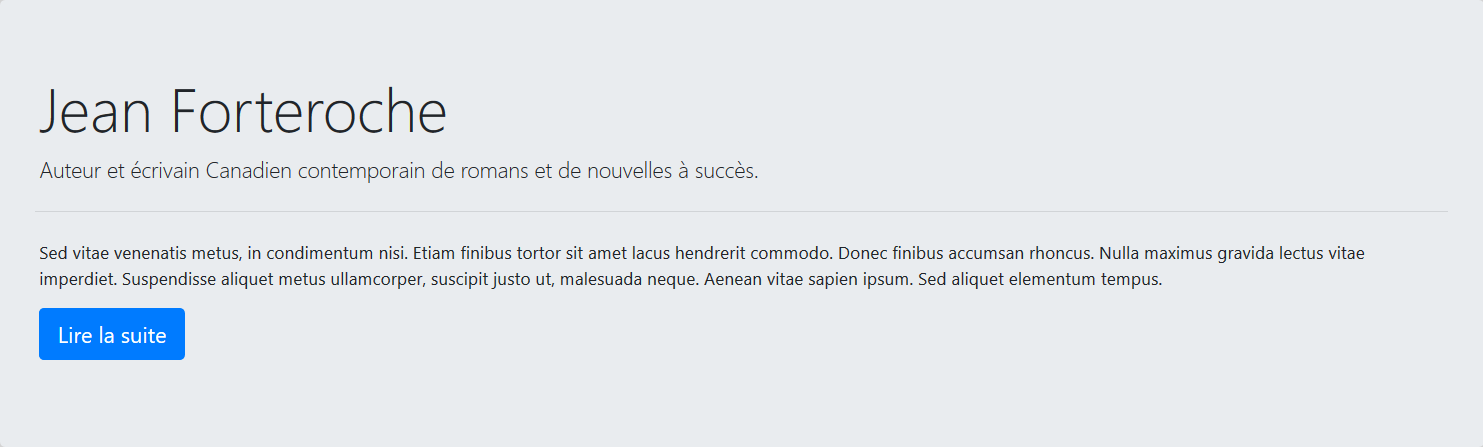 Jean Forteroche
Auteur et écrivain Canadien contemporain de romans et de nouvelles à succès.
Sed vitae venenatis metus, in condimentum nisi. Etiam finibus tortor sit amet lacus hendrerit commodo. Donec finibus accumsan rhoncus. Nulla maximus gravida lectus vitae
imperdiet. Suspendisse aliquet metus ullamcorper, suscipit justo ut, malesuada neque. Aenean vitae sapien ipsum. Sed aliquet elementum tempus.
Lire la suite